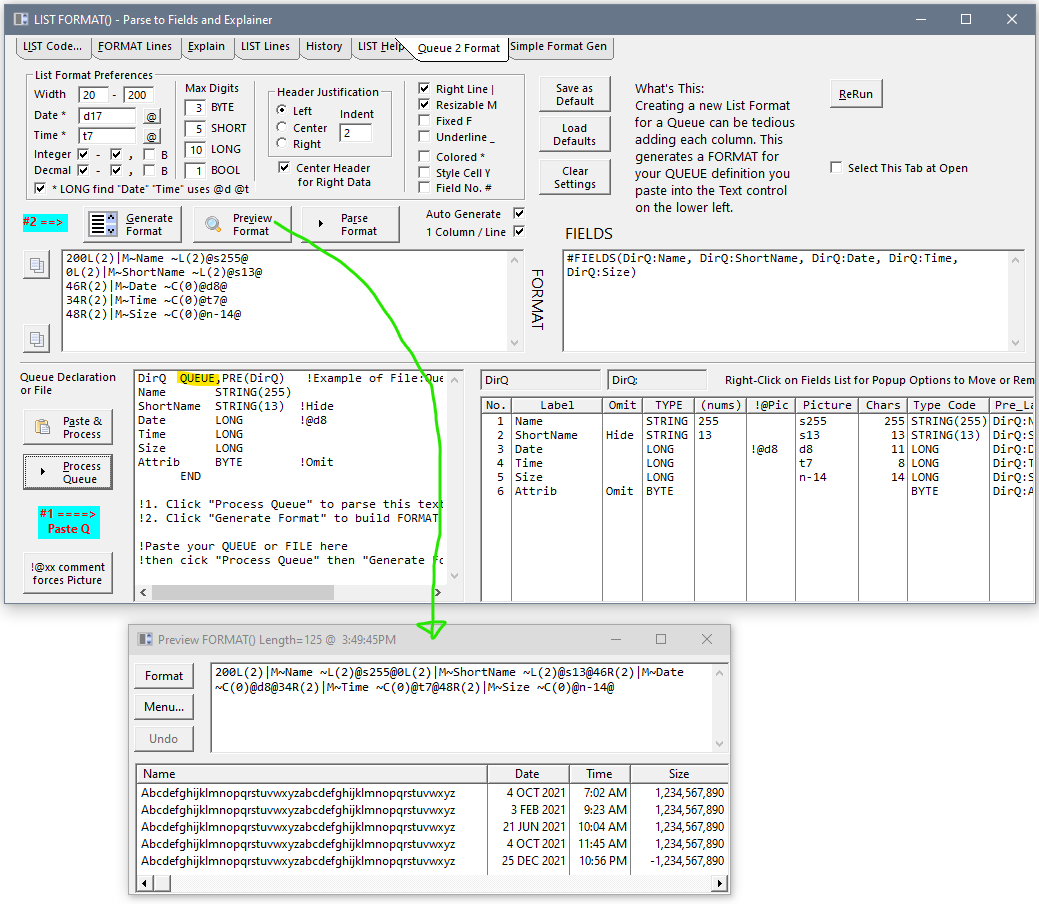 LIST FORMAT() - Parse to Fields and Explainer
LIST Code... FORMAT Lines Explain LIST Lines History LIST Help Queue 2 Format Simple Format Gen
List Format Preferences
Width 20 - 200
Date * d17 @
Time * t7 @
Integer - , B
Decmal - , B
* LONG find "Date" "Time" uses @d @t
Max Digits
3 BYTE
5 SHORT
10 LONG
1 BOOL
Header Justification
Left
Center
Right
Indent
2
Center Header
for Right Data
Right Line |
Resizable M
Fixed F
Underline _
Colored *
Style Cell Y
Field No. #
Save as
Default
Load
Defaults
Clear
Settings
What's This:
Creating a new List Format
for a Queue can be tedious
adding each column. This
generates a FORMAT for
your QUEUE definition you
paste into the Text control
on the lower left.
ReRun
Select This Tab at Open
#2 ==>
Generate
Format
Preview
Format
Parse
Format
Auto Generate
1 Column / Line
FIELDS
200L(2)|M~Name ~L(2)@s255@
0L(2)|M~ShortName ~L(2)@s13@
46R(2)|M~Date ~C(0)@d8@
34R(2)|M~Time ~C(0)@t7@
48R(2)|M~Size ~C(0)@n-14@
FORMAT
#FIELDS(DirQ:Name, DirQ:ShortName, DirQ:Date, DirQ:Time,
DirQ:Size)
Queue Declaration
or File
Paste &
Process
Process
Queue
#1 ====>
Paste Q
!@xx comment
forces Picture
DirQ QUEUE,PRE(DirQ) !Example of File:Que
Name STRING(255)
ShortName STRING(13) !Hide
Date LONG !@d8
Time LONG
Size LONG
Attrib BYTE !Omit
END
!1. Click "Process Queue" to parse this text
!2. Click "Generate Format" to build FORMAT
!Paste your QUEUE or FILE here
!then cick "Process Queue" then "Generate Fo
DirQ DirQ: Right-Click on Fields List for Popup Options to Move or Rem
No. Label Omit TYPE (nums) !@Pic Picture Chars Type Code Pre_La
1 Name STRING 255 s255 255 STRING(255) DirQ:N
2 ShortName Hide STRING 13 s13 13 STRING(13) DirQ:S
3 Date LONG !@d8 d8 11 LONG DirQ:D
4 Time LONG t7 8 LONG DirQ:T
5 Size LONG n-14 14 LONG DirQ:S
6 Attrib Omit BYTE BYTE DirQ:A
Preview FORMAT() Length=125 @ 3:49:45PM
Format
Menu...
Undo
200L(2)|M~Name ~L(2)@s255@0L(2)|M~ShortName ~L(2)@s13@46R(2)|M~Date
~C(0)@d8@34R(2)|M~Time ~C(0)@t7@48R(2)|M~Size ~C(0)@n-14@
Name Date Time Size
Abcdefghijklmnopqrstuvwxyzabcdefghijklmnopqrstuvwxyz 4 OCT 2021 7:02 AM 1,234,567,890
Abcdefghijklmnopqrstuvwxyzabcdefghijklmnopqrstuvwxyz 3 FEB 2021 9:23 AM 1,234,567,890
Abcdefghijklmnopqrstuvwxyzabcdefghijklmnopqrstuvwxyz 21 JUN 2021 10:04 AM 1,234,567,890
Abcdefghijklmnopqrstuvwxyzabcdefghijklmnopqrstuvwxyz 4 OCT 2021 11:45 AM 1,234,567,890
Abcdefghijklmnopqrstuvwxyzabcdefghijklmnopqrstuvwxyz 25 DEC 2021 10:56 PM -1,234,567,890